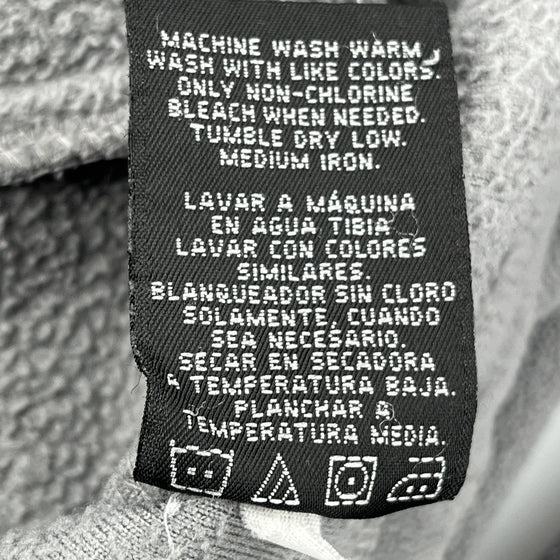 MACHINE WASH WARM
WASH WITH LIKE COLORS.
ONLY NON-CHLORINE
BLEACH WHEN NEEDED.
TUMBLE DRY LOW.
MEDIUM IRON.
LAVAR A MÁQUINA
EN AGUA TIBIA
LAVAR CON COLORES
SIMILARES.
BLANQUEADOR SIN CLORO
SOLAMENTE, CUANDO
SEA NECESARIO.
SECAR EN SECADORA
A TEMPERATURA BAJA.
PLANCHAR A
TEMPERATURA MEDIA.